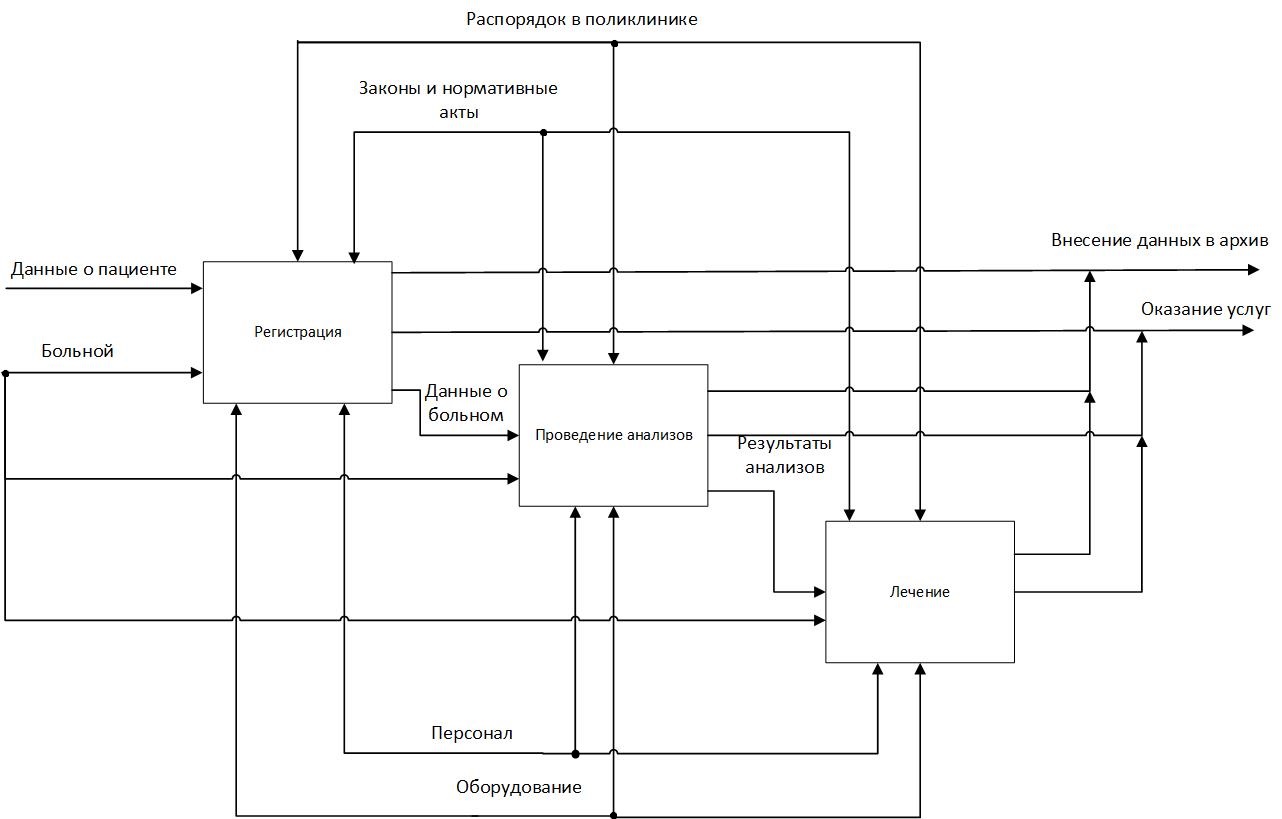 Распорядок в поликлинике
Законы и нормативные
акты
Внесение данных в архив
Данные о пациенте
Оказание услуг
Регистрация
Больной
Данные о
больном
Проведение анализов
Результаты
анализов
Лечение
Персонал
Оборудование